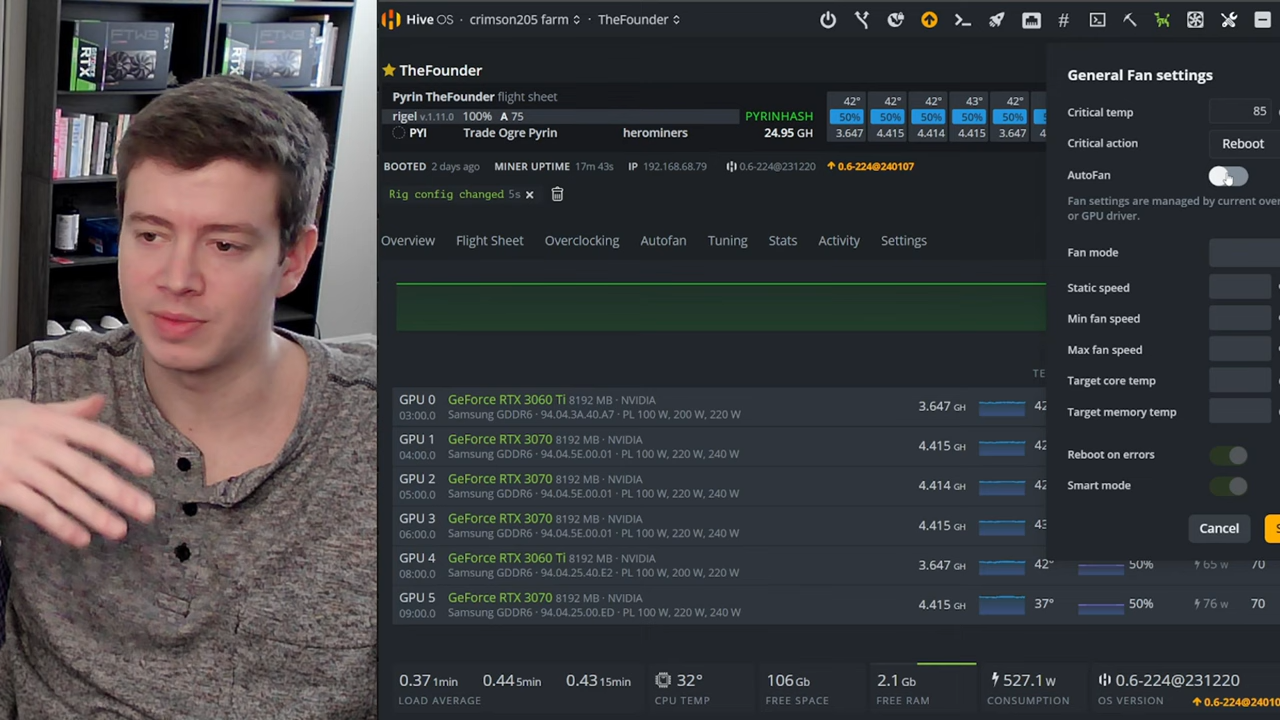 FTW3
FTW3
RTX
RTX
Hive OS · crimson205 farm · TheFounder
TheFounder
Pyrin TheFounder flight sheet
rigel v.1.11.0 100% A 75 PYRINHASH
PYI Trade Ogre Pyrin herominers 24.95 GH
42° 42° 42° 43° 42°
50% 50% 50% 50% 50%
3.647 4.415 4.414 4.415 3.647
BOOTED 2 days ago MINER UPTIME 17m 43s IP 192.168.68.79 0.6-224@231220 0.6-224@240107
Rig config changed 5s ×
Overview Flight Sheet Overclocking Autofan Tuning Stats Activity Settings
GPU 0 GeForce RTX 3060 Ti 8192 MB · NVIDIA
03:00.0 Samsung GDDR6 · 94.04.3A.40.A7 · PL 100 W, 200 W, 220 W
3.647 GH 42
GPU 1 GeForce RTX 3070 8192 MB · NVIDIA
04:00.0 Samsung GDDR6 · 94.04.5E.00.01 · PL 100 W, 220 W, 240 W
4.415 GH 42
GPU 2 GeForce RTX 3070 8192 MB · NVIDIA
05:00.0 Samsung GDDR6 · 94.04.5E.00.01 · PL 100 W, 220 W, 240 W
4.414 GH 42
GPU 3 GeForce RTX 3070 8192 MB · NVIDIA
06:00.0 Samsung GDDR6 · 94.04.5E.00.01 · PL 100 W, 220 W, 240 W
4.415 GH 43
GPU 4 GeForce RTX 3060 Ti 8192 MB · NVIDIA
08:00.0 Samsung GDDR6 · 94.04.25.40.E2 · PL 100 W, 200 W, 220 W
3.647 GH 42° 50% 65 W 70
GPU 5 GeForce RTX 3070 8192 MB · NVIDIA
09:00.0 Samsung GDDR6 · 94.04.25.00.ED · PL 100 W, 220 W, 240 W
4.415 GH 37° 50% 76 W 70
0.37 1min 0.44 5min 0.43 15min 32° 106 Gb 2.1 Gb 527.1 W 0.6-224@231220
LOAD AVERAGE CPU TEMP FREE SPACE FREE RAM CONSUMPTION OS VERSION
General Fan settings
Critical temp 85
Critical action Reboot
AutoFan
Fan settings are managed by current over
or GPU driver.
Fan mode
Static speed
Min fan speed
Max fan speed
Target core temp
Target memory temp
Reboot on errors
Smart mode
Cancel